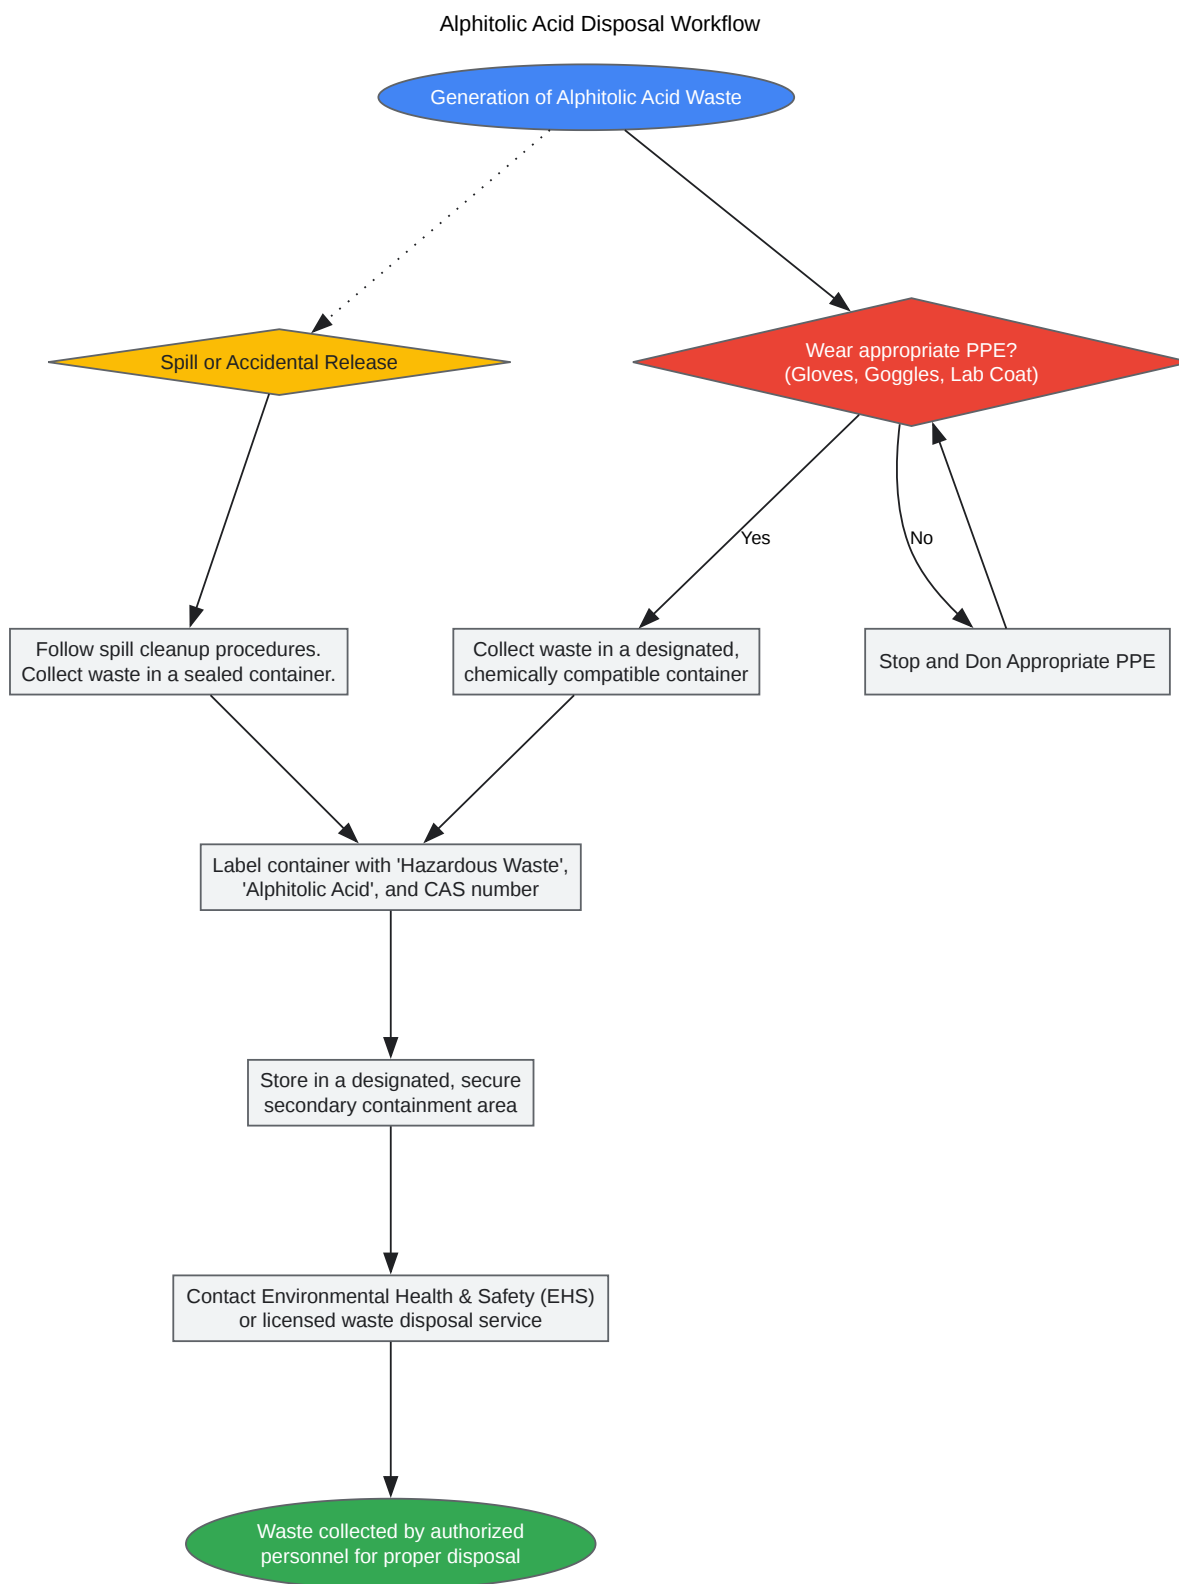 Alphitolic Acid Disposal Workflow
Generation of Alphitolic Acid Waste
Spill or Accidental Release
Wear appropriate PPE?
(Gloves, Goggles, Lab Coat)
Yes
No
Follow spill cleanup procedures.
Collect waste in a sealed container.
Collect waste in a designated,
chemically compatible container
Stop and Don Appropriate PPE
Label container with 'Hazardous Waste',
'Alphitolic Acid', and CAS number
Store in a designated, secure
secondary containment area
Contact Environmental Health & Safety (EHS)
or licensed waste disposal service
Waste collected by authorized
personnel for proper disposal